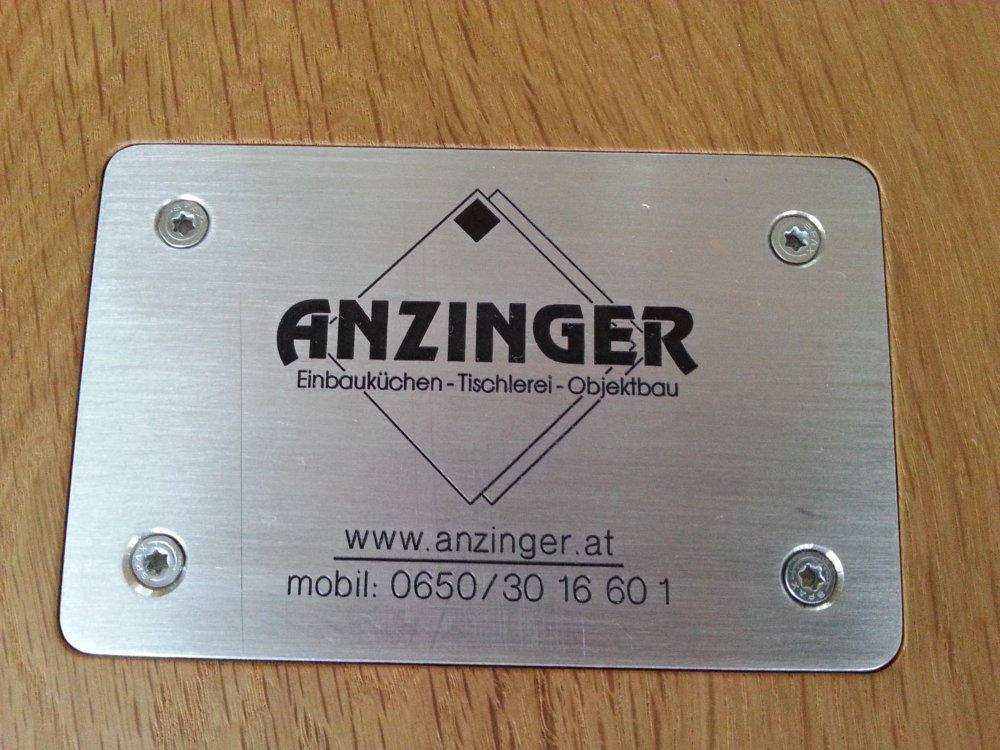 ANZINGER
Einbauküchen - Tischlerei - Objektbau
www.anzinger.at
mobil: 0650/30 16 60 1